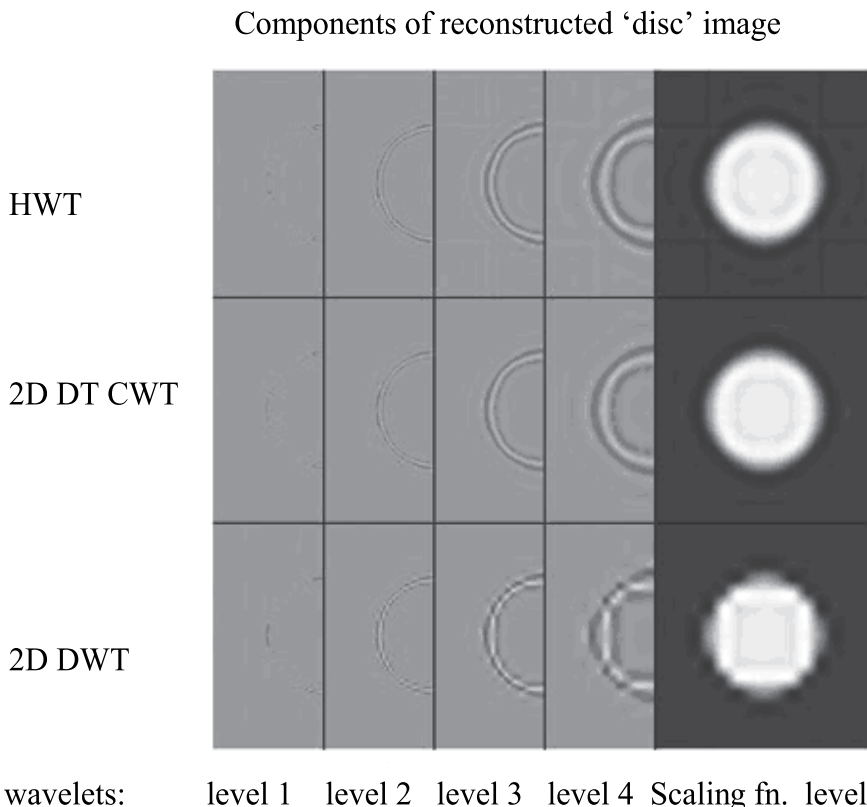 Components of reconstructed ‘disc’ image
HWT
2D DT CWT
2D DWT
wavelets: level 1 level 2 level 3 level 4 Scaling fn. level